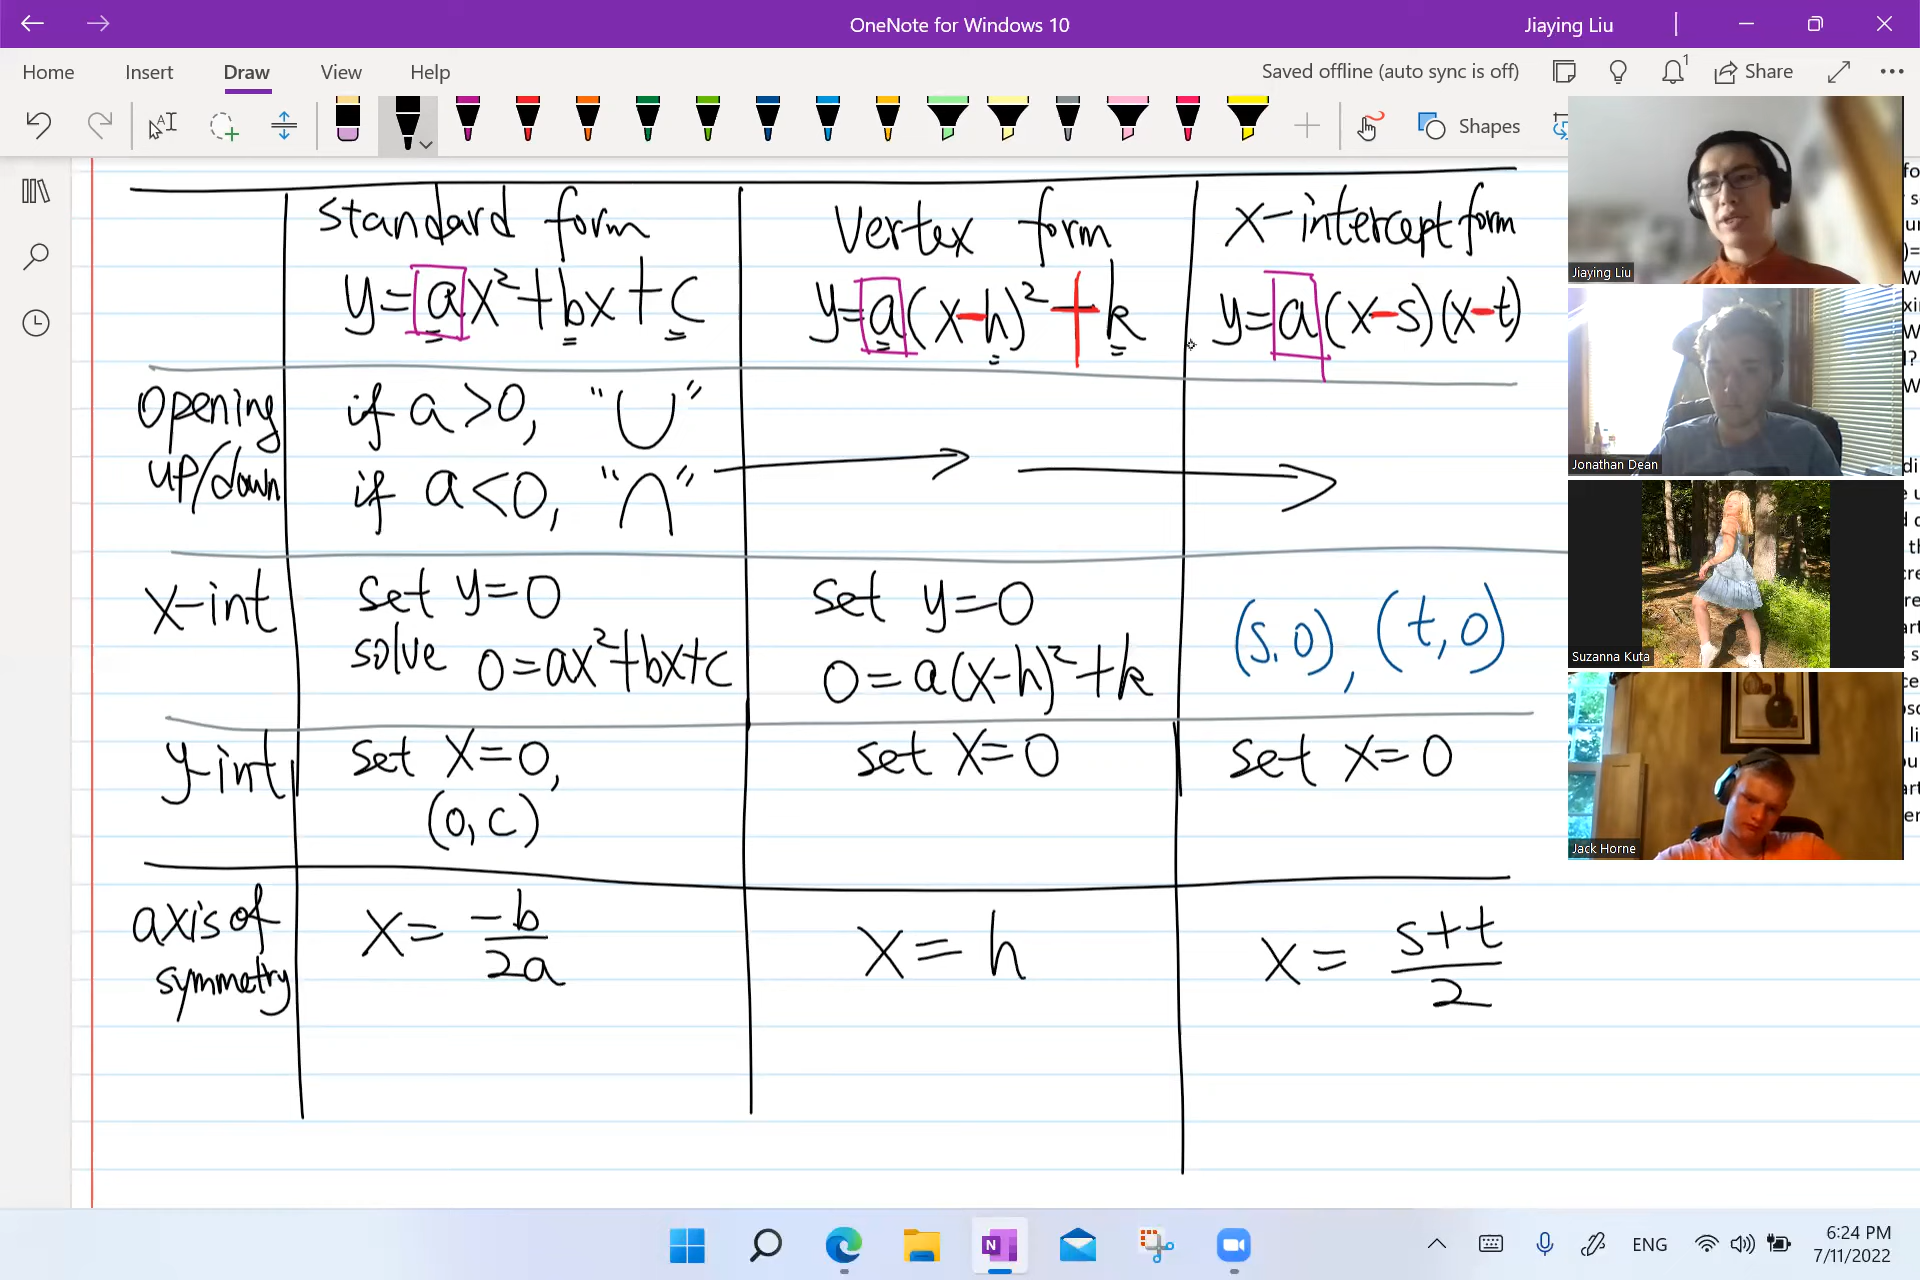 OneNote for Windows 10
Jiaying Liu
Home Insert Draw View Help
Saved offline (auto sync is off)
1
Share
Shapes
standard form
Vertex form
x-intercept form
y=ax²+bx+c
y=a(x-h)²+k
y=a(x-s)(x-t)
opening up/down
if a>0, "∪"
if a<0, "∩"
x-int
set y=0
solve 0=ax²+bx+c
set y=0
0=a(x-h)²+k
(s,0), (t,0)
y-int
set x=0,
(0,c)
set x=0
set x=0
axis of
symmetry
x= -b/2a
x=h
x= s+t/2
Jiaying Liu
Jonathan Dean
Suzanna Kuta
Jack Horne
ENG
6:24 PM
7/11/2022